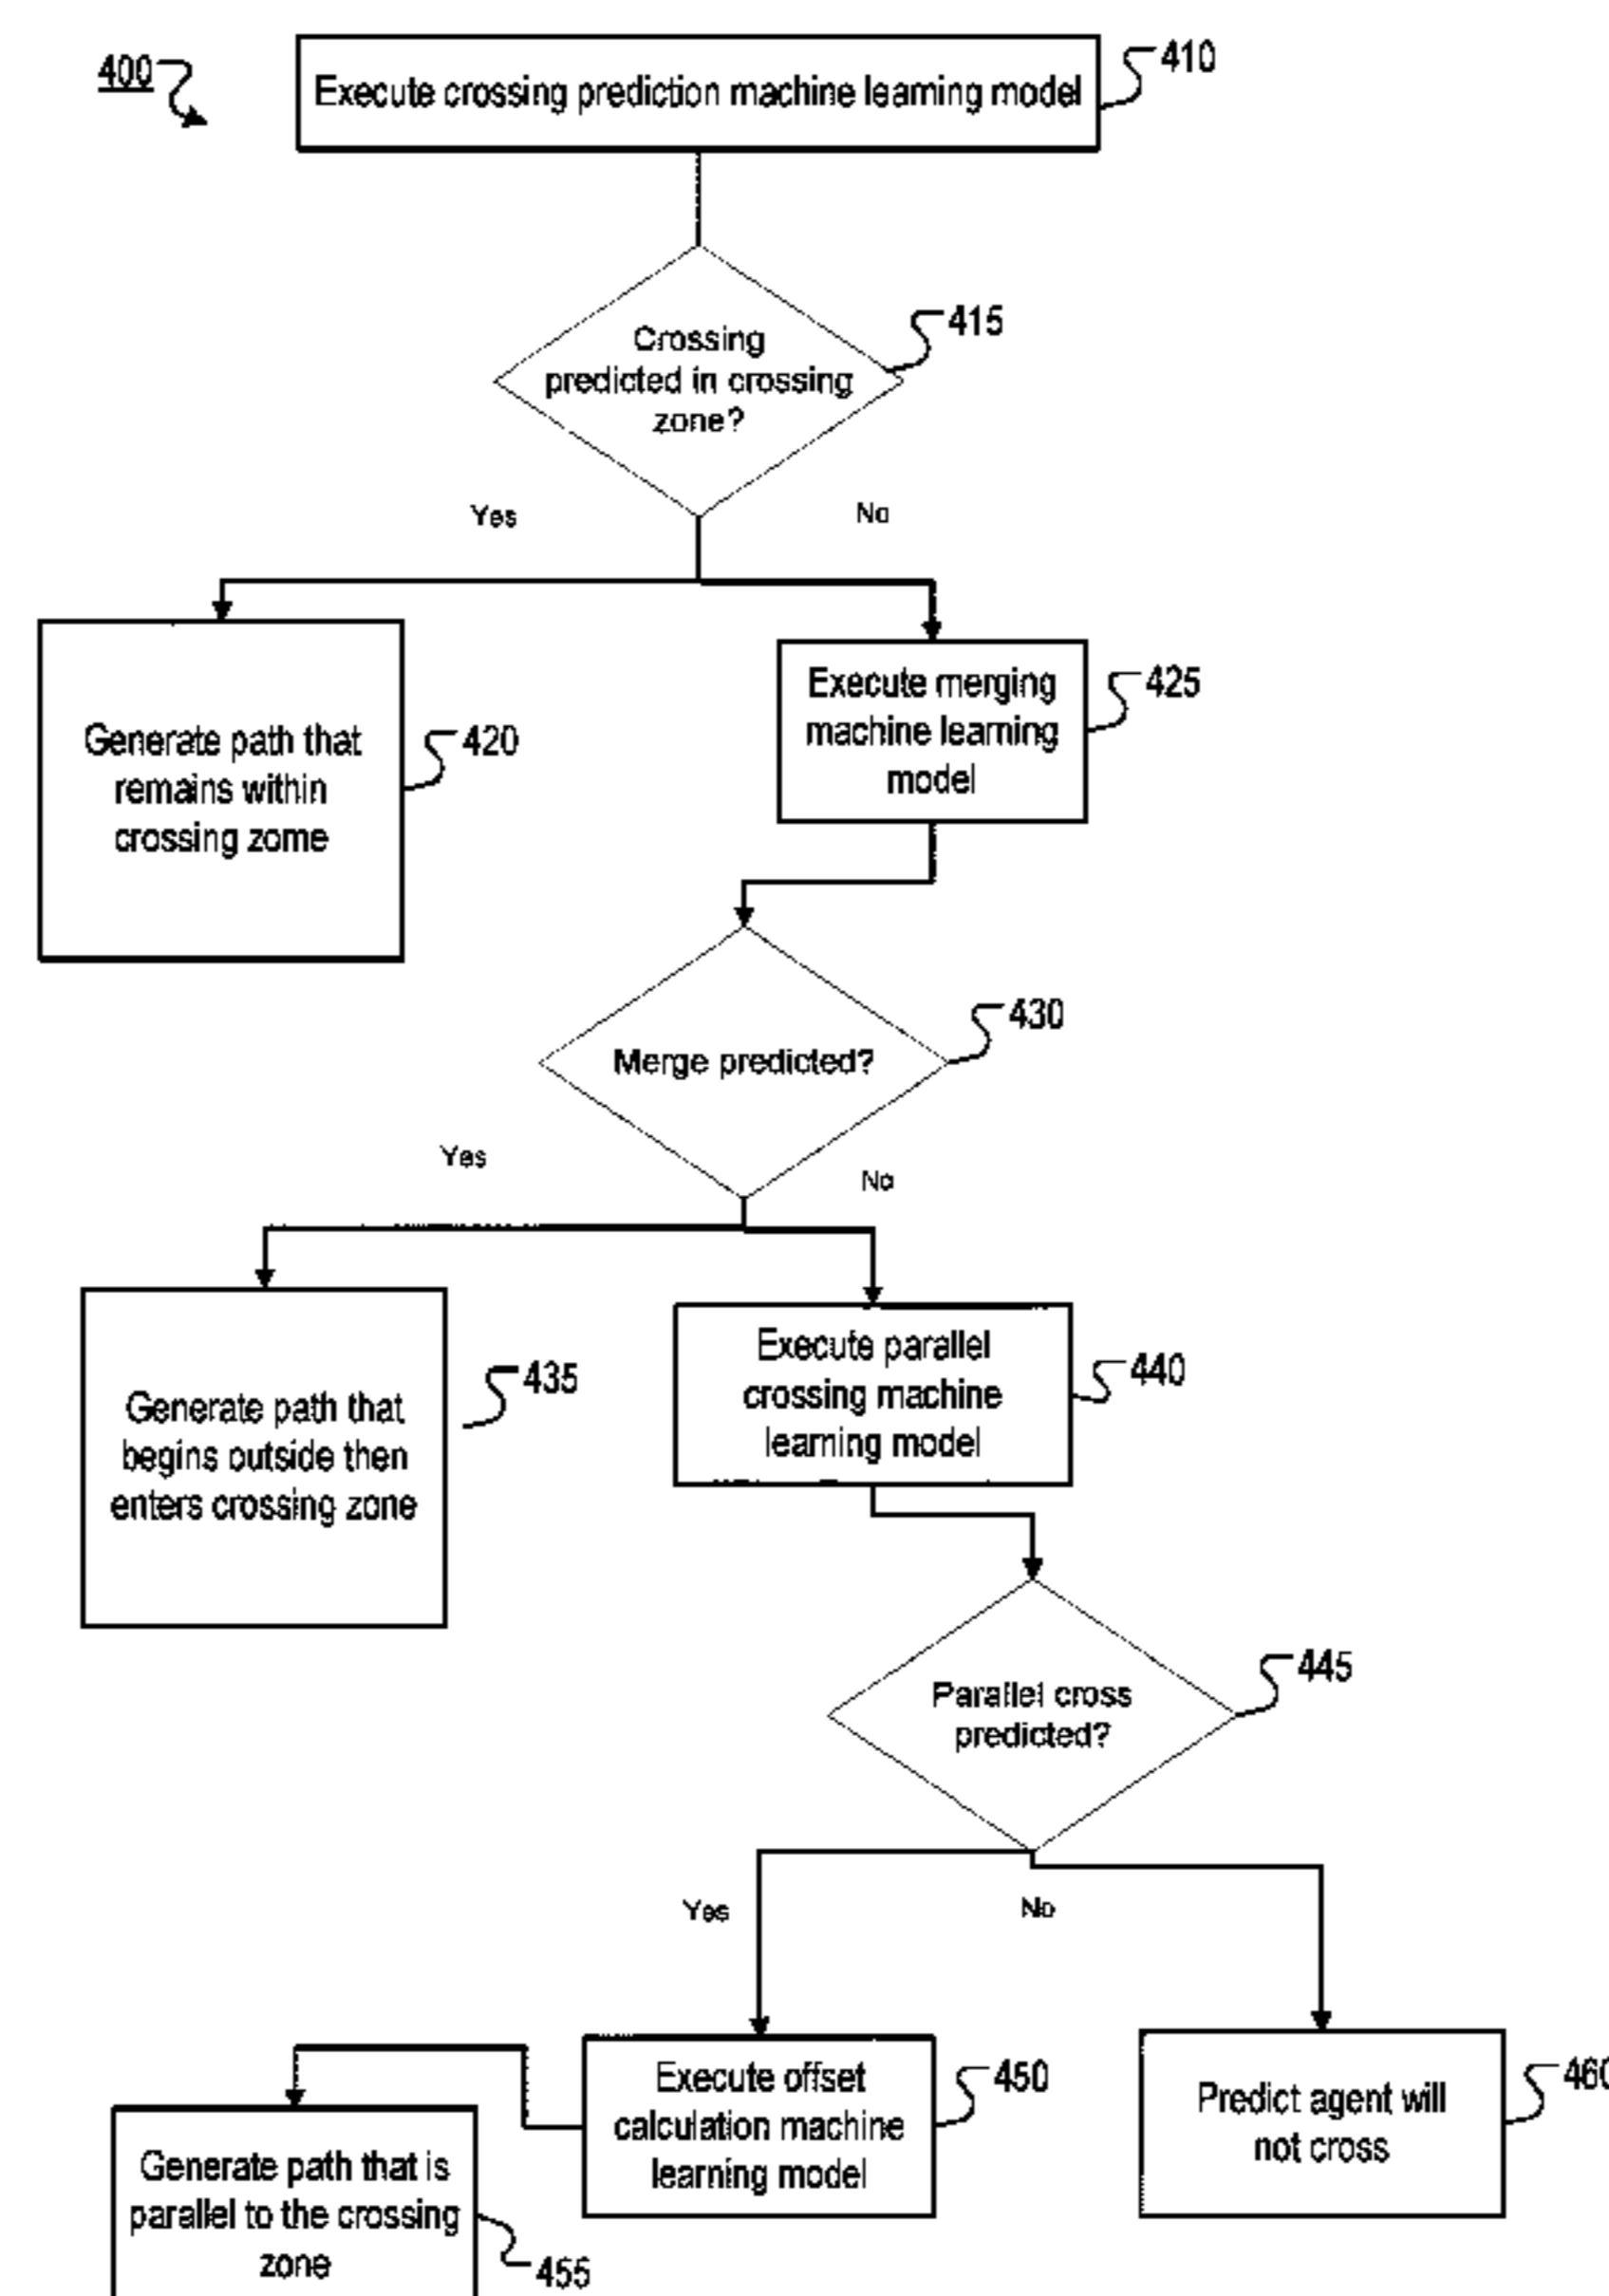 400
Execute crossing prediction machine learning model
410
Crossing
predicted in crossing
zone?
415
Yes
No
Generate path that
remains within
crossing zome
420
Execute merging
machine learning
model
425
Merge predicted?
430
Yes
No
Generate path that
begins outside then
enters crossing zone
435
Execute parallel
crossing machine
learning model
440
Parallel cross
predicted?
445
Yes
No
Execute offset
calculation machine
learning model
450
Predict agent will
not cross
460
Generate path that is
parallel to the crossing
zone
455